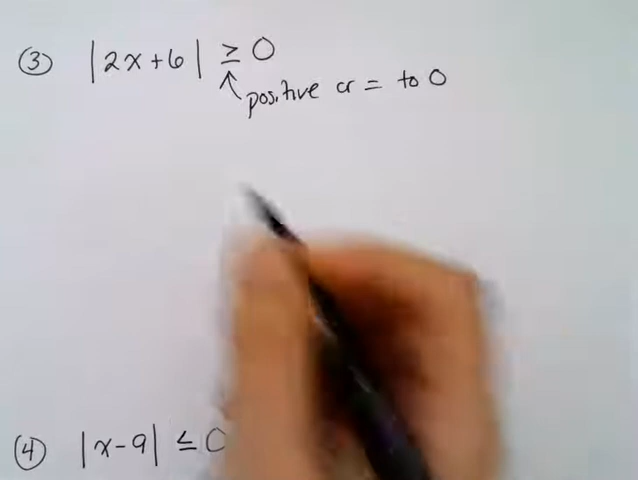 ③ |2x+6| ≥ 0
positive or = to 0
④ |x-9| ≤ 0